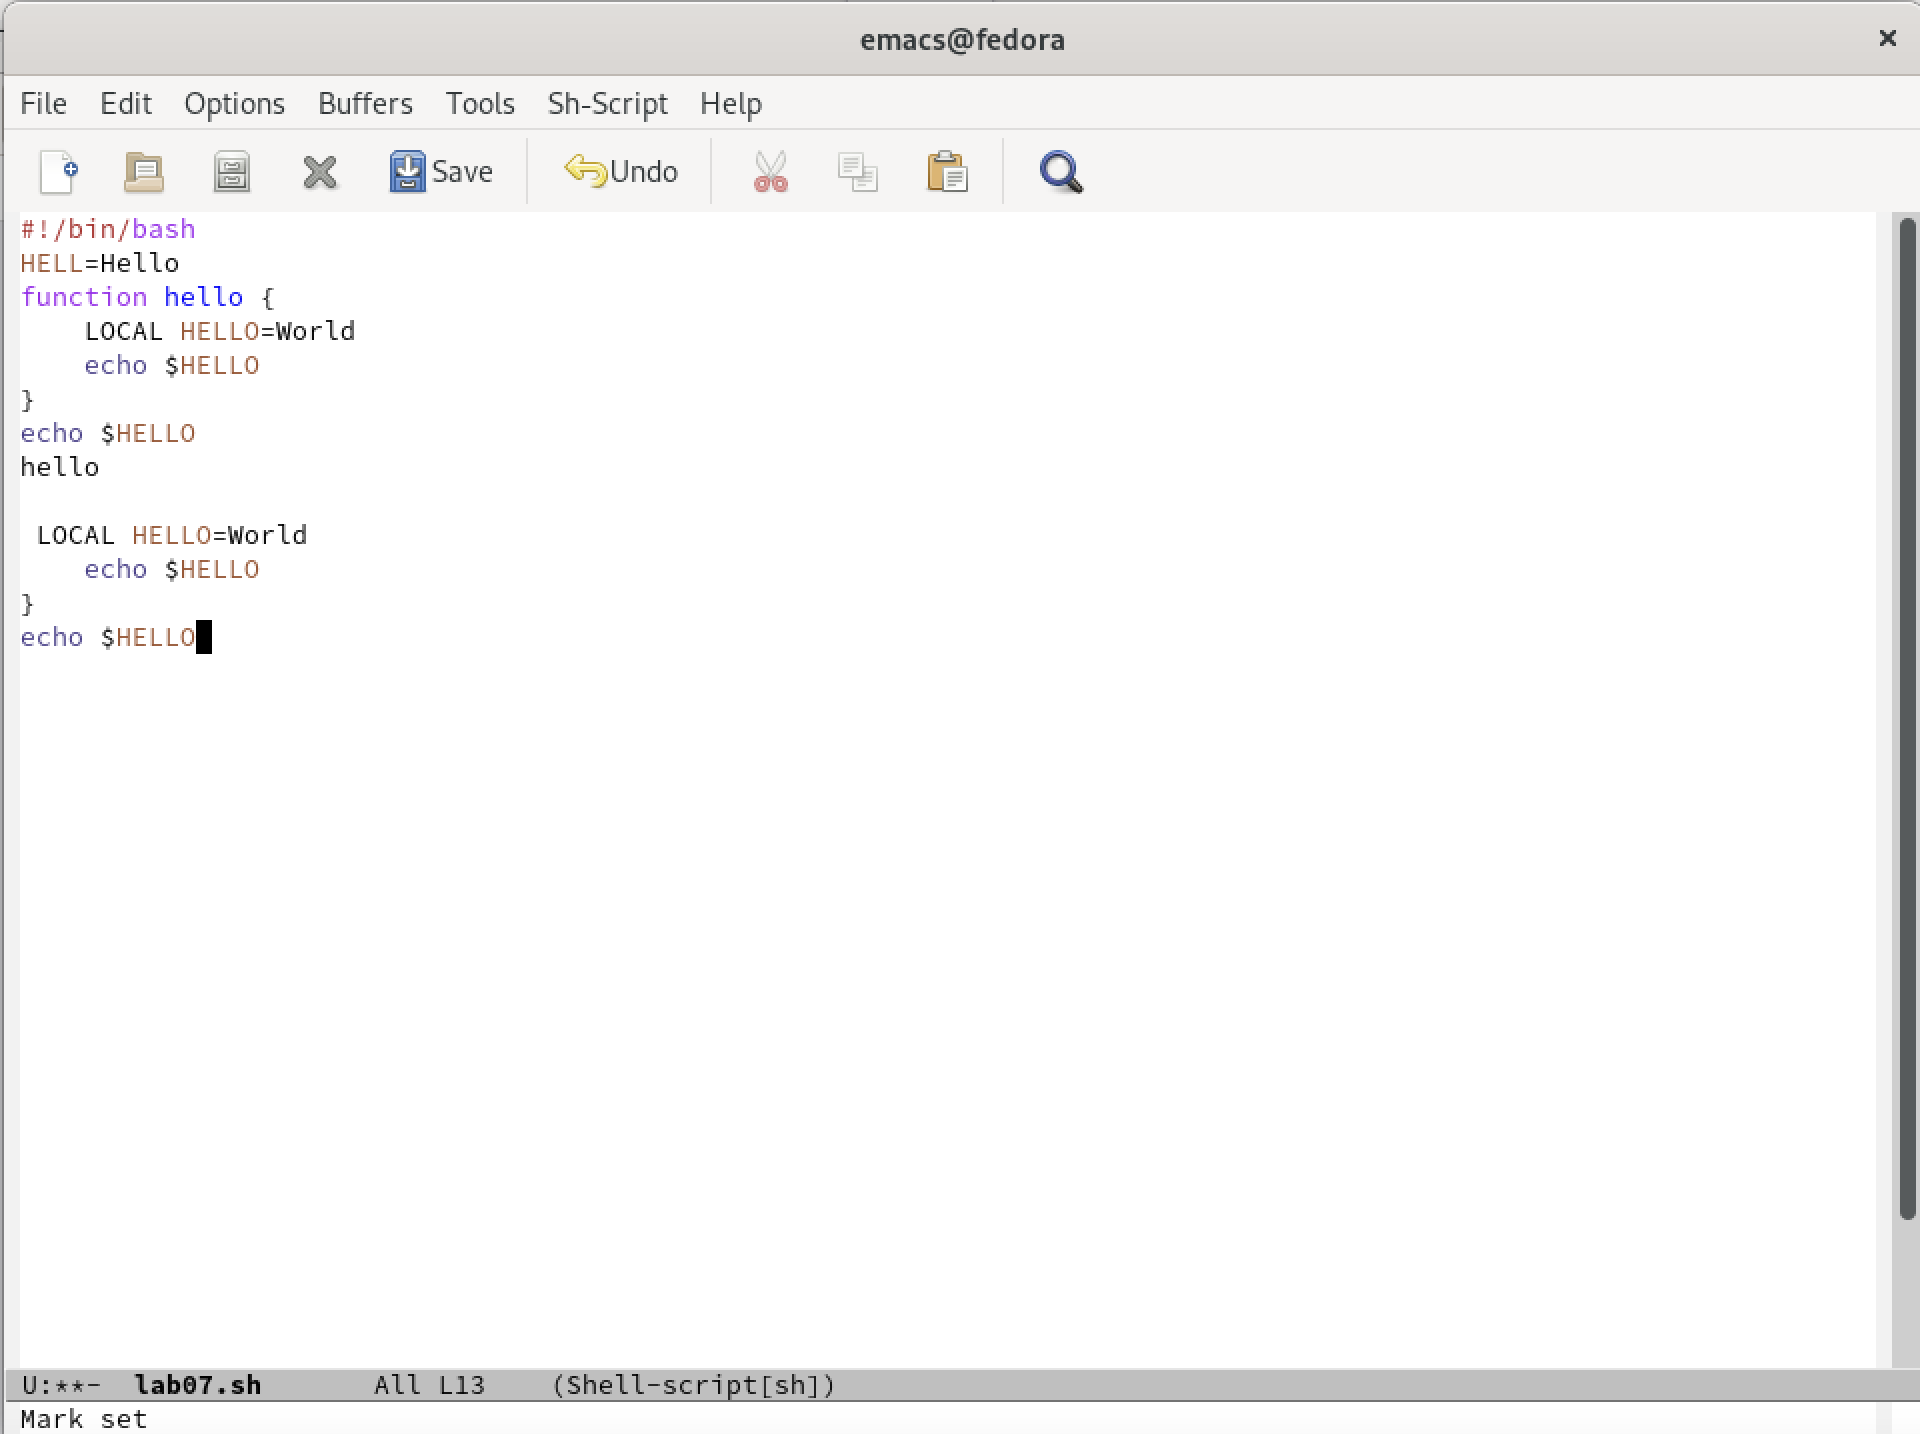 emacs@fedora
File Edit Options Buffers Tools Sh-Script Help
Save Undo
#!/bin/bash
HELL=Hello
function hello {
    LOCAL HELLO=World
    echo $HELLO
}
echo $HELLO
hello

 LOCAL HELLO=World
    echo $HELLO
}
echo $HELLO
U:**-  lab07.sh       All L13    (Shell-script[sh])
Mark set